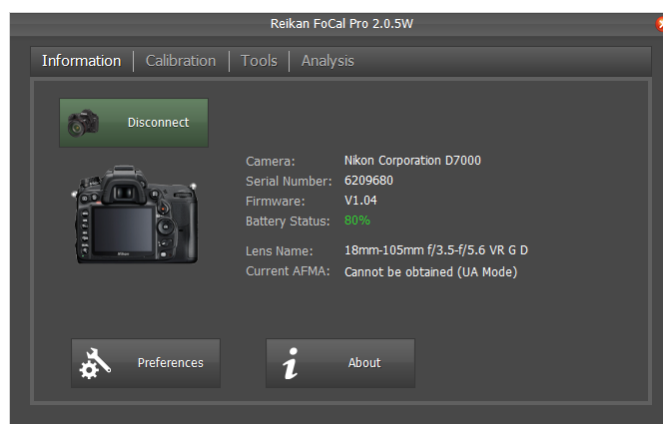 Reikan FoCal Pro 2.0.5W
Information Calibration Tools Analysis
Disconnect
Camera: Nikon Corporation D7000
Serial Number: 6209680
Firmware: V1.04
Battery Status: 80%
Lens Name: 18mm-105mm f/3.5-f/5.6 VR G D
Current AFMA: Cannot be obtained (UA Mode)
Preferences
About